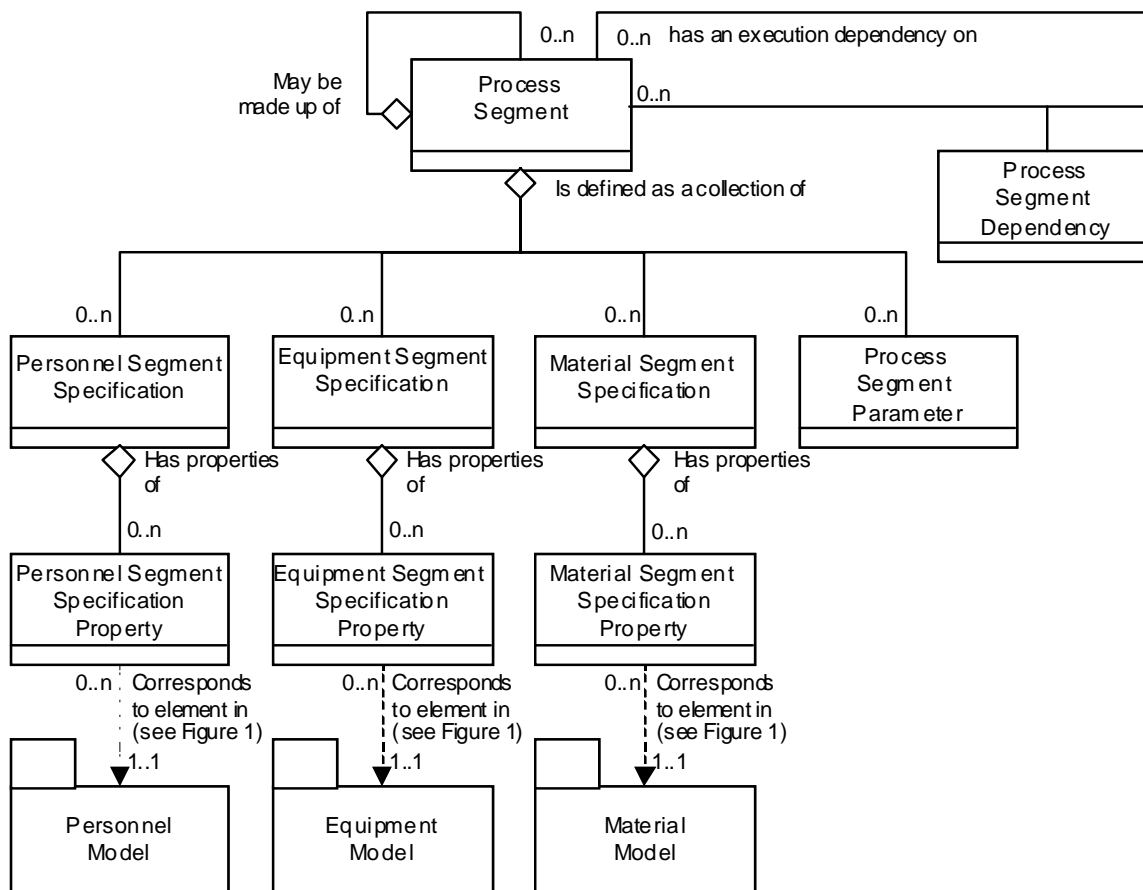 0..n
0..n has an execution dependency on
May be
made up of
Process
Segment
0..n
Process
Segment
Dependency
Is defined as a collection of
0..n
0..n
0..n
0..n
Personnel Segment
Specification
Equipment Segment
Specification
Material Segment
Specification
Process
Segment
Parameter
Has properties
of
Has properties
of
Has properties
of
0..n
0..n
0..n
Personnel Segment
Specification
Property
Equipment Segment
Specification
Property
Material Segment
Specification
Property
0..n
Corresponds
to element in
(see Figure 1)
0..n
Corresponds
to element in
(see Figure 1)
0..n
Corresponds
to element in
(see Figure 1)
1..1
1..1
1..1
Personnel
Model
Equipment
Model
Material
Model